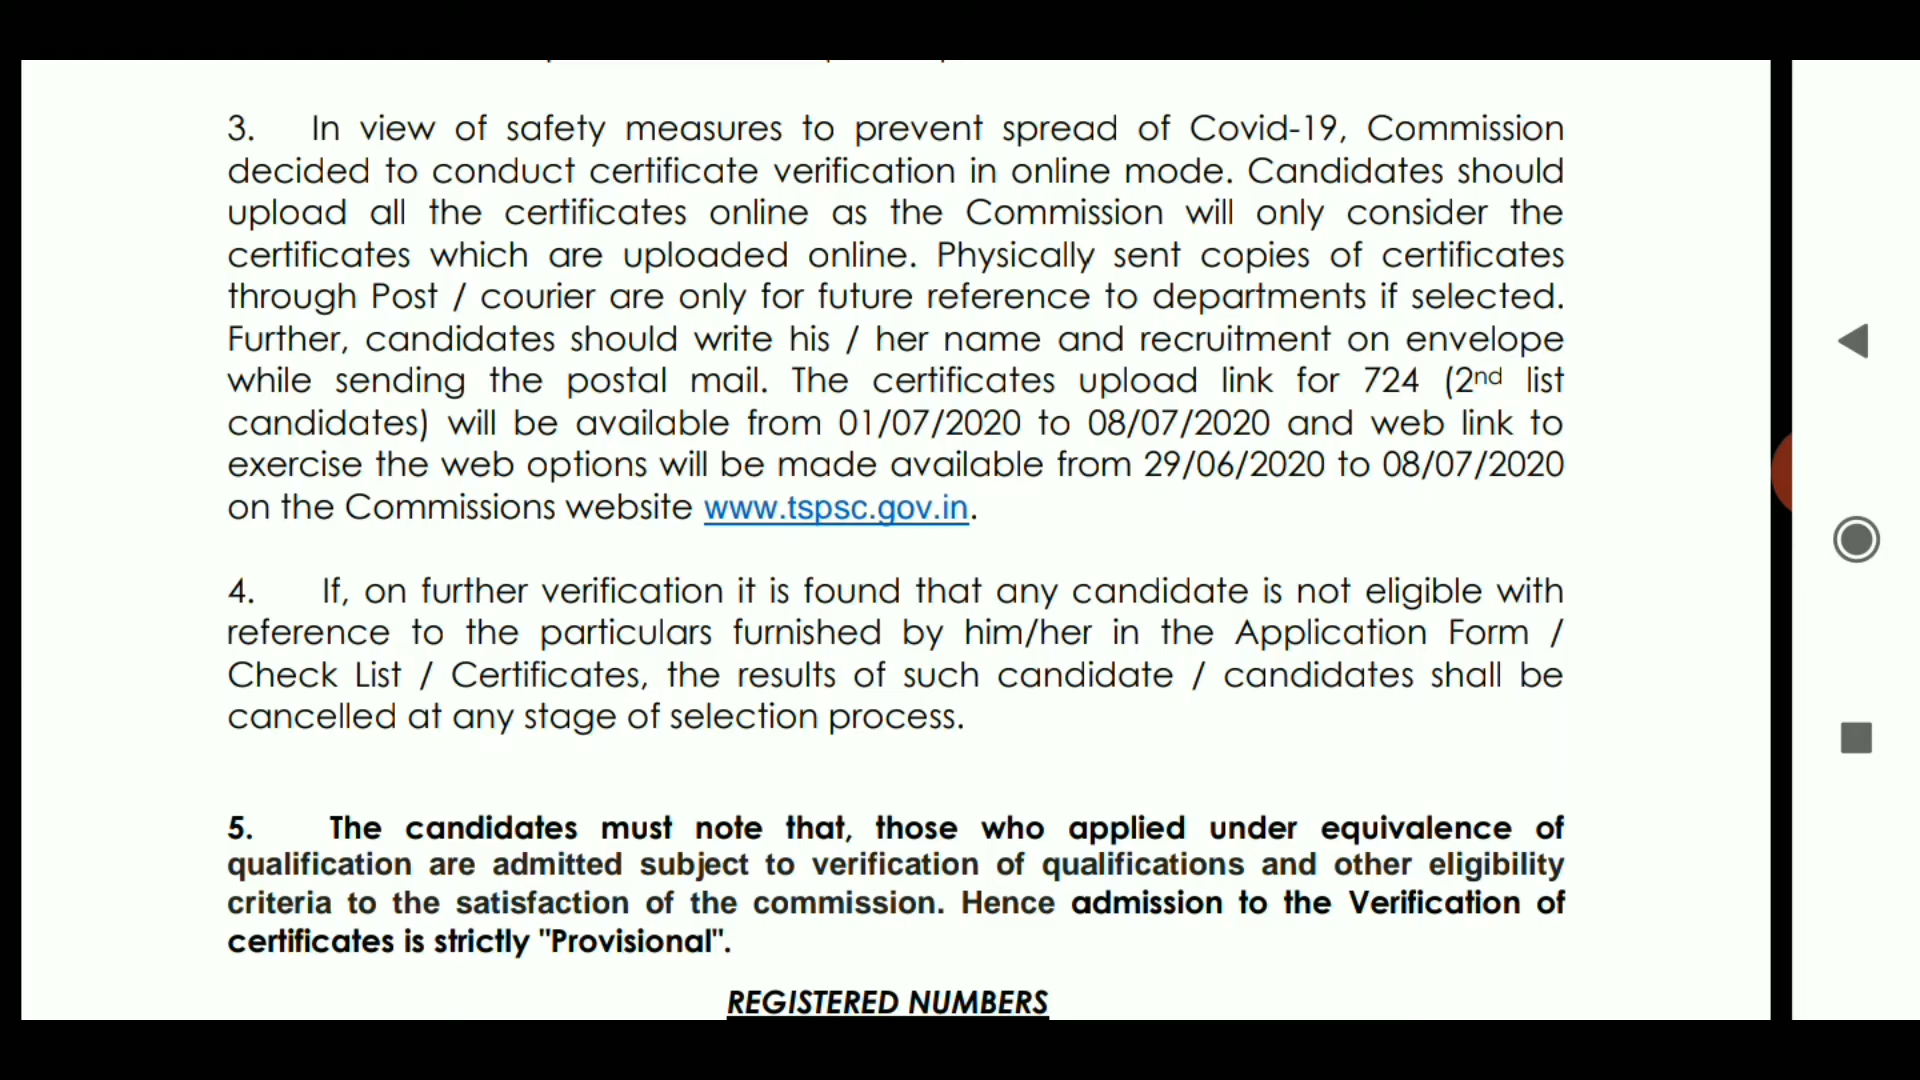 3. In view of safety measures to prevent spread of Covid-19, Commission
decided to conduct certificate verification in online mode. Candidates should
upload all the certificates online as the Commission will only consider the
certificates which are uploaded online. Physically sent copies of certificates
through Post / courier are only for future reference to departments if selected.
Further, candidates should write his / her name and recruitment on envelope
while sending the postal mail. The certificates upload link for 724 (2nd list
candidates) will be available from 01/07/2020 to 08/07/2020 and web link to
exercise the web options will be made available from 29/06/2020 to 08/07/2020
on the Commissions website www.tspsc.gov.in.
4. If, on further verification it is found that any candidate is not eligible with
reference to the particulars furnished by him/her in the Application Form /
Check List / Certificates, the results of such candidate / candidates shall be
cancelled at any stage of selection process.
5. The candidates must note that, those who applied under equivalence of
qualification are admitted subject to verification of qualifications and other eligibility
criteria to the satisfaction of the commission. Hence admission to the Verification of
certificates is strictly "Provisional".
REGISTERED NUMBERS